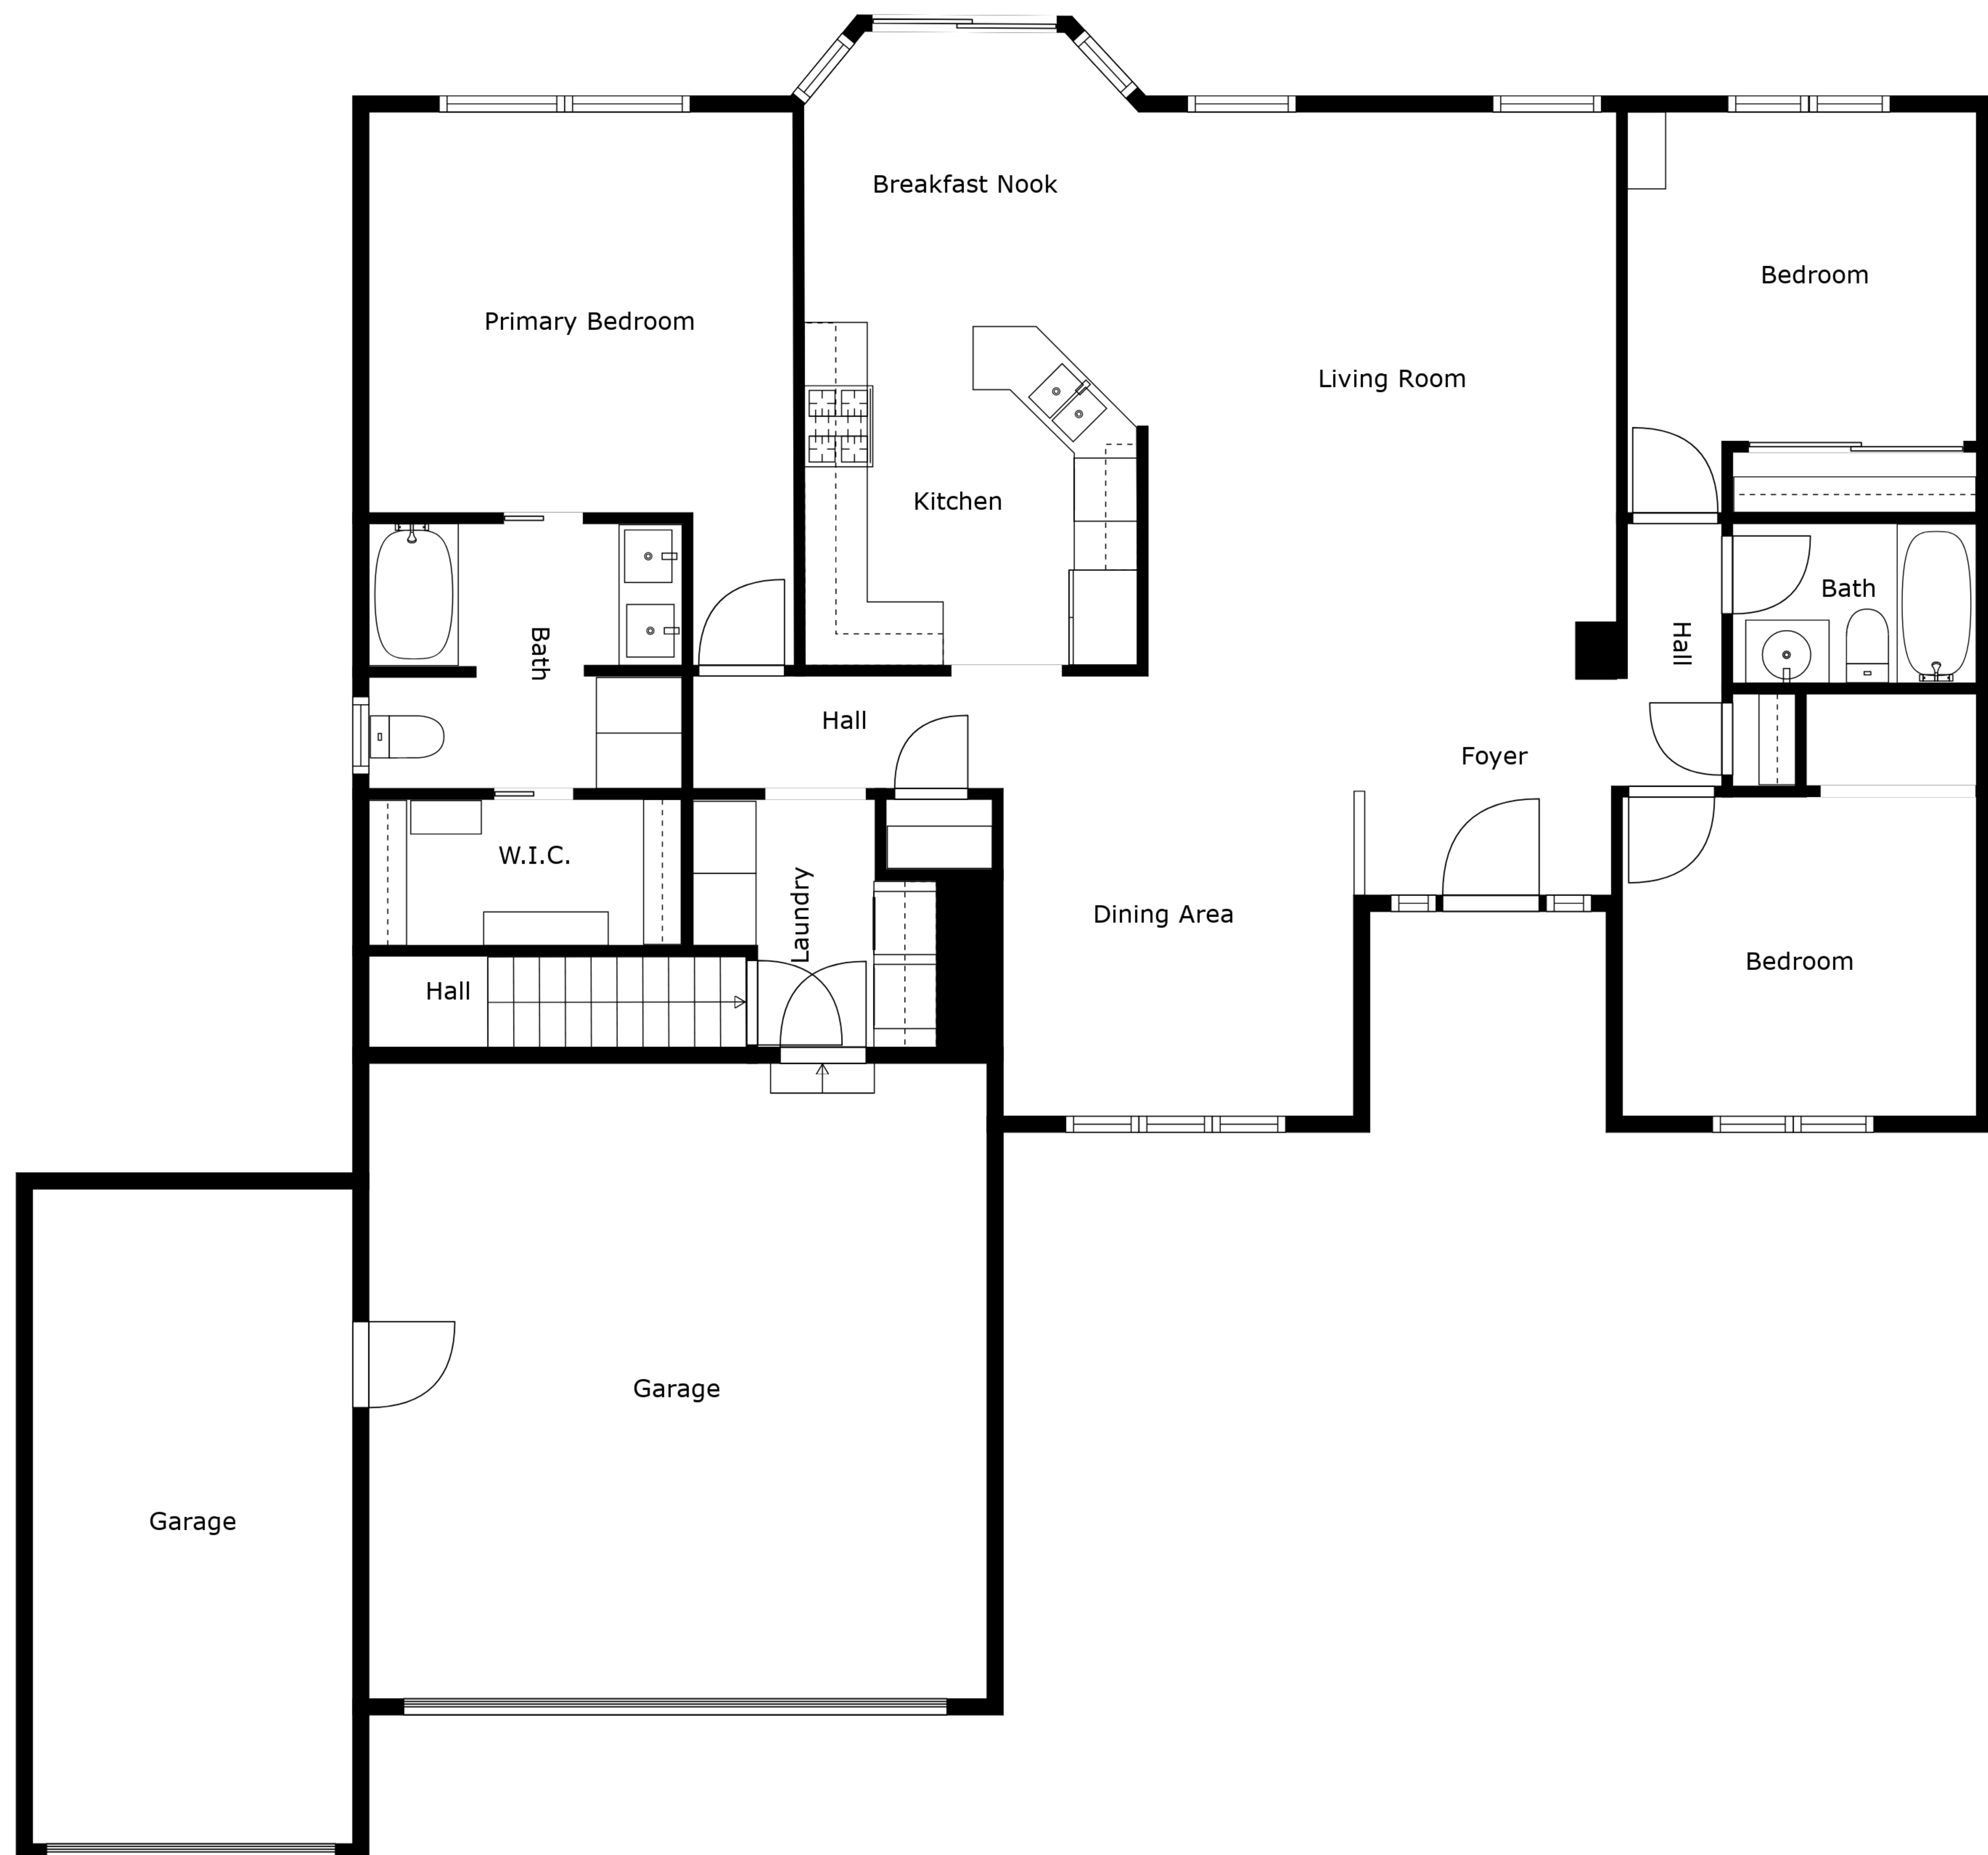 Breakfast Nook
Bedroom
Primary Bedroom
Living Room
Kitchen
Bath
Bath
Hall
Hall
Foyer
W.I.C.
Laundry
Dining Area
Bedroom
Hall
Garage
Garage